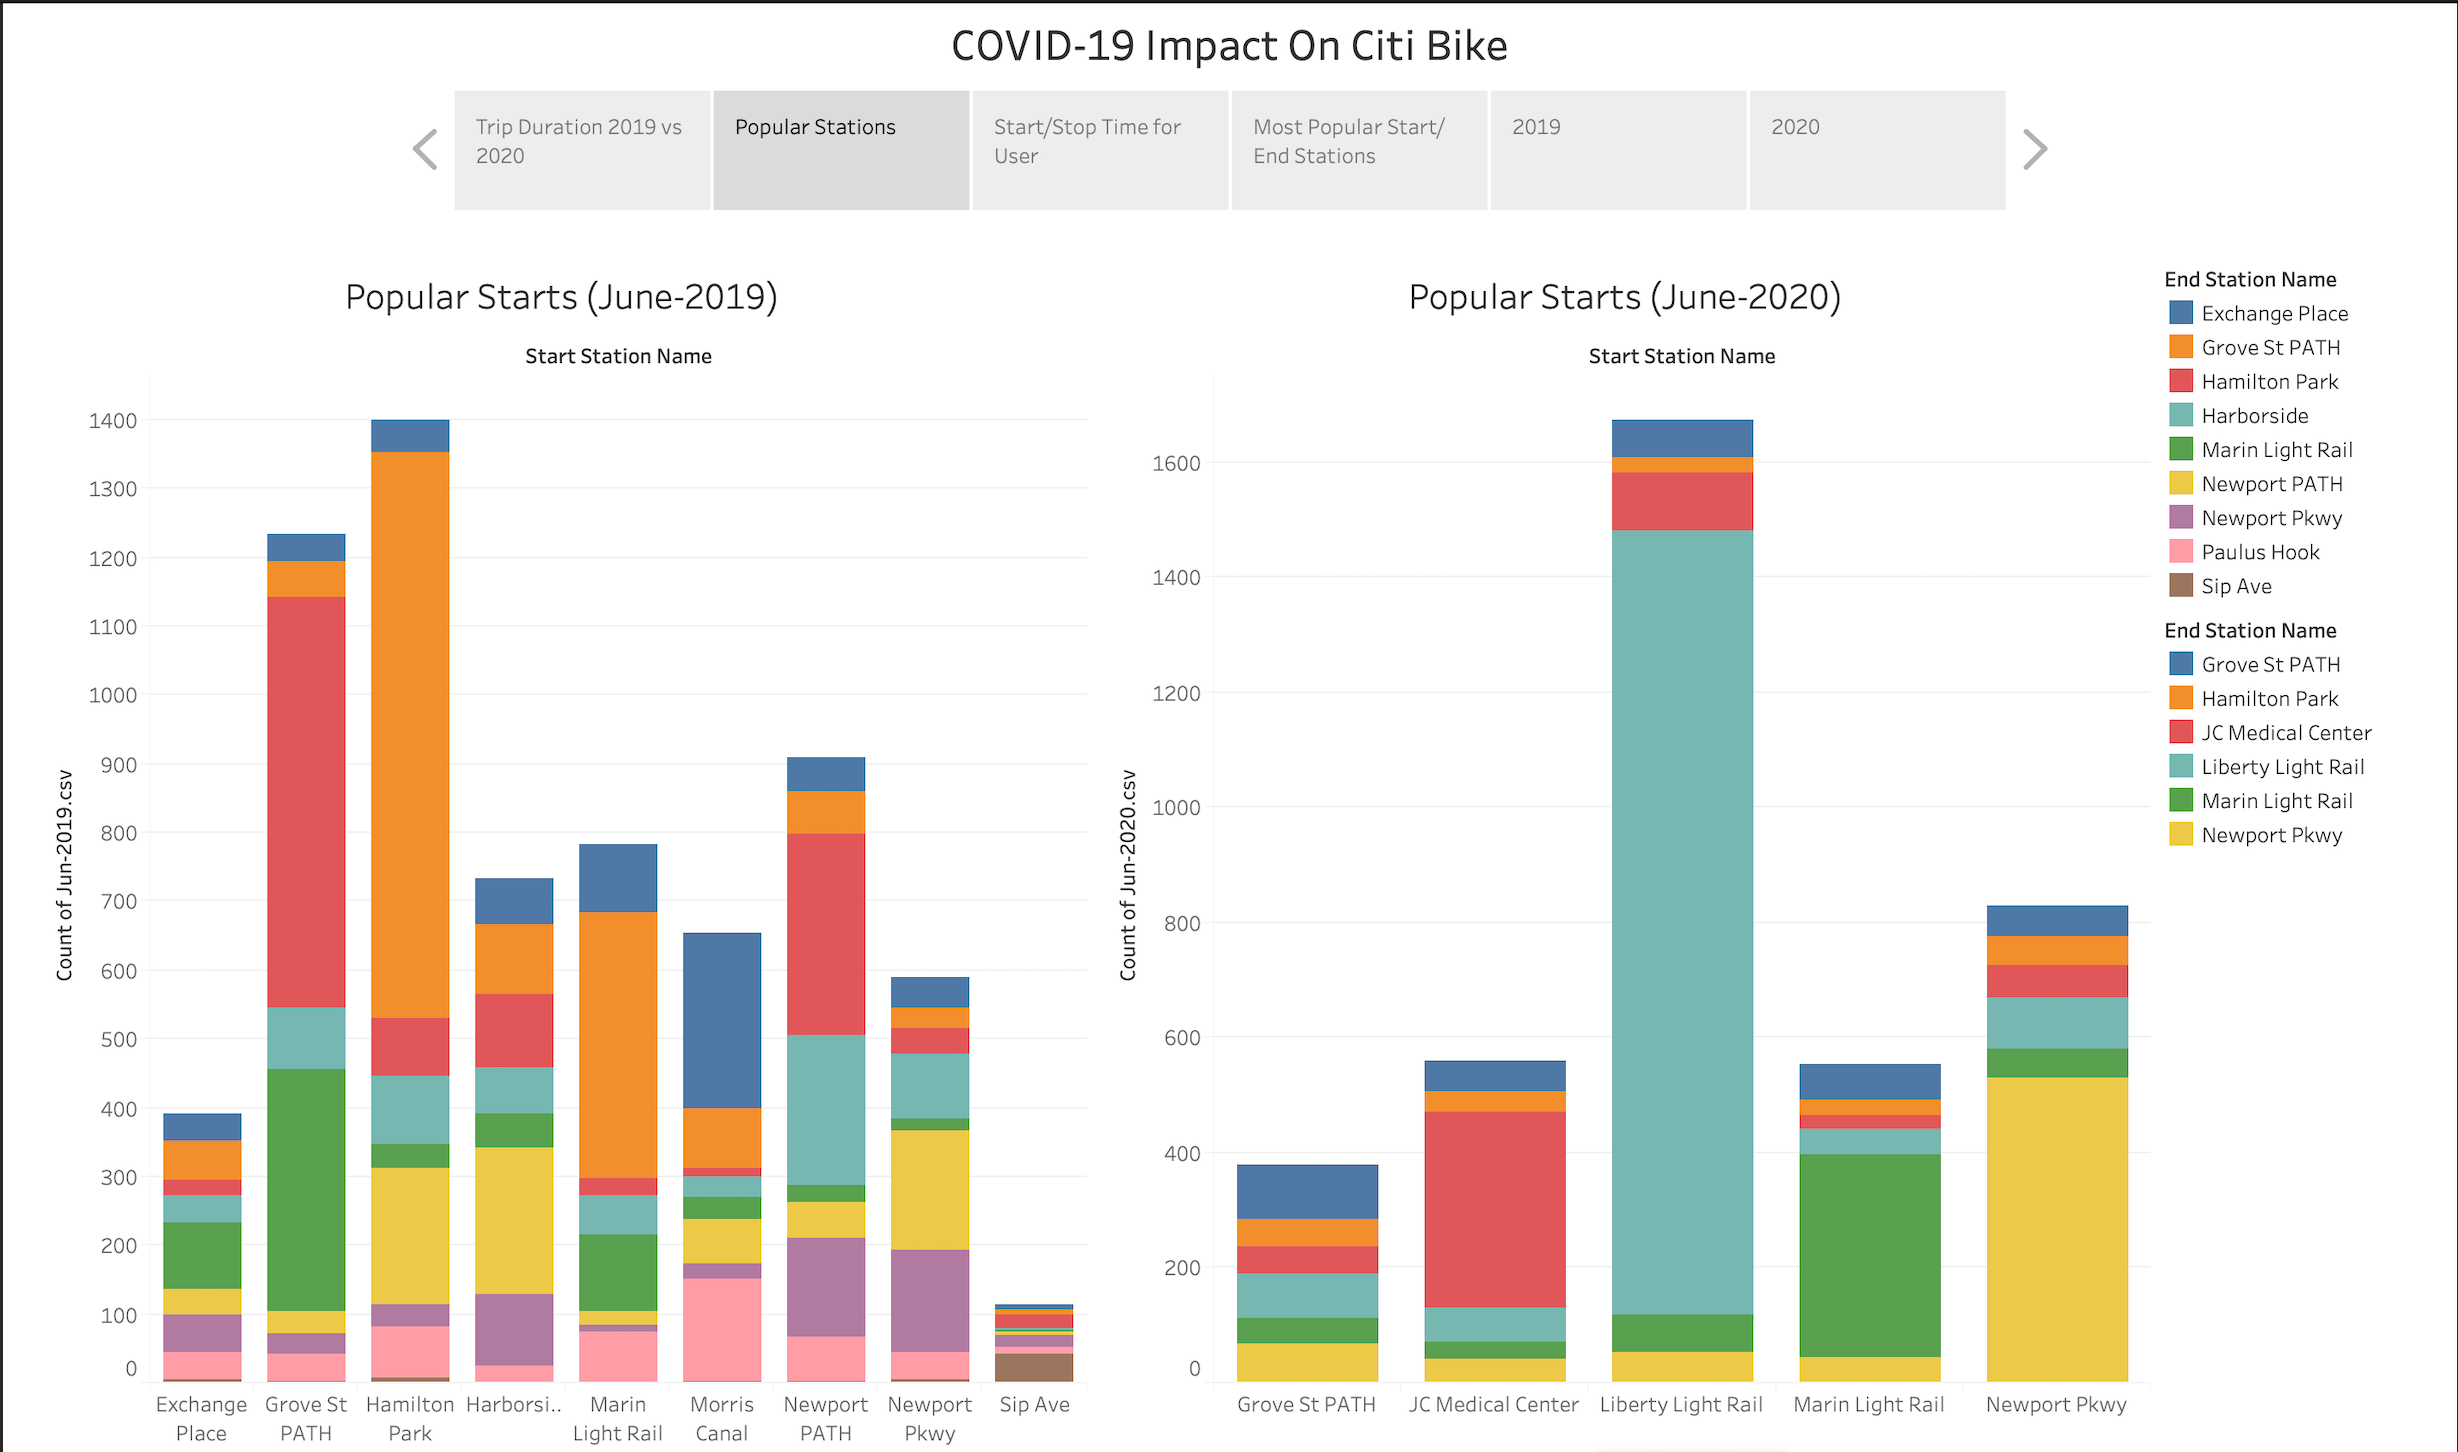 COVID-19 Impact On Citi Bike
Trip Duration 2019 vs
2020
Popular Stations
Start/Stop Time for
User
Most Popular Start/
End Stations
2019
2020
Popular Starts (June-2019)
Start Station Name
Count of Jun-2019.csv
1400
1300
1200
1100
1000
900
800
700
600
500
400
300
200
100
0
Exchange
Place
Grove St
PATH
Hamilton
Park
Harborsi..
Marin
Light Rail
Morris
Canal
Newport
PATH
Newport
Pkwy
Sip Ave
Popular Starts (June-2020)
Start Station Name
Count of Jun-2020.csv
1600
1400
1200
1000
800
600
400
200
0
Grove St PATH
JC Medical Center
Liberty Light Rail
Marin Light Rail
Newport Pkwy
End Station Name
Exchange Place
Grove St PATH
Hamilton Park
Harborside
Marin Light Rail
Newport PATH
Newport Pkwy
Paulus Hook
Sip Ave
End Station Name
Grove St PATH
Hamilton Park
JC Medical Center
Liberty Light Rail
Marin Light Rail
Newport Pkwy